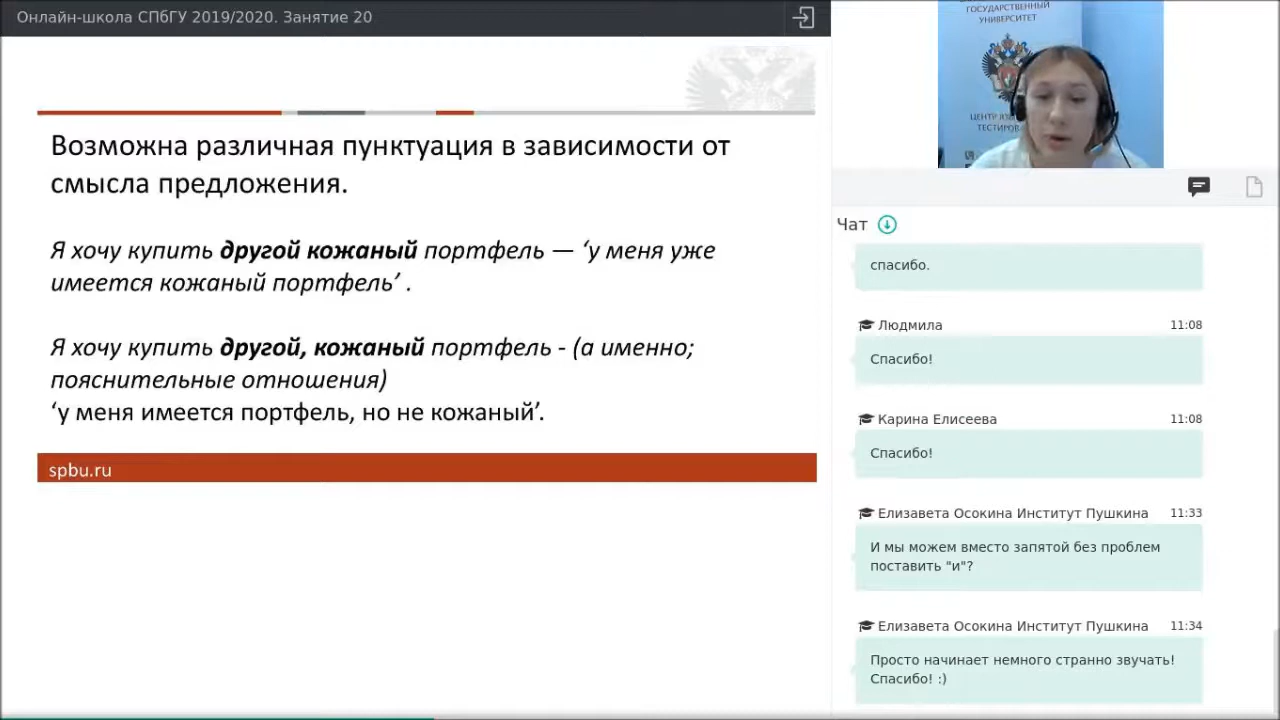 Онлайн-школа СПбГУ 2019/2020. Занятие 20
Возможна различная пунктуация в зависимости от
смысла предложения.
Я хочу купить другой кожаный портфель — ‘у меня уже
имеется кожаный портфель’ .
Я хочу купить другой, кожаный портфель - (а именно;
пояснительные отношения)
‘у меня имеется портфель, но не кожаный’.
spbu.ru
ГОСУДАРСТВЕННЫЙ
УНИВЕРСИТЕТ
ЦЕНТР
Чат
спасибо.
Людмила 11:08
Спасибо!
Карина Елисеева 11:08
Спасибо!
Елизавета Осокина Институт Пушкина 11:33
И мы можем вместо запятой без проблем
поставить "и"?
Елизавета Осокина Институт Пушкина 11:34
Просто начинает немного странно звучать!
Спасибо! :)